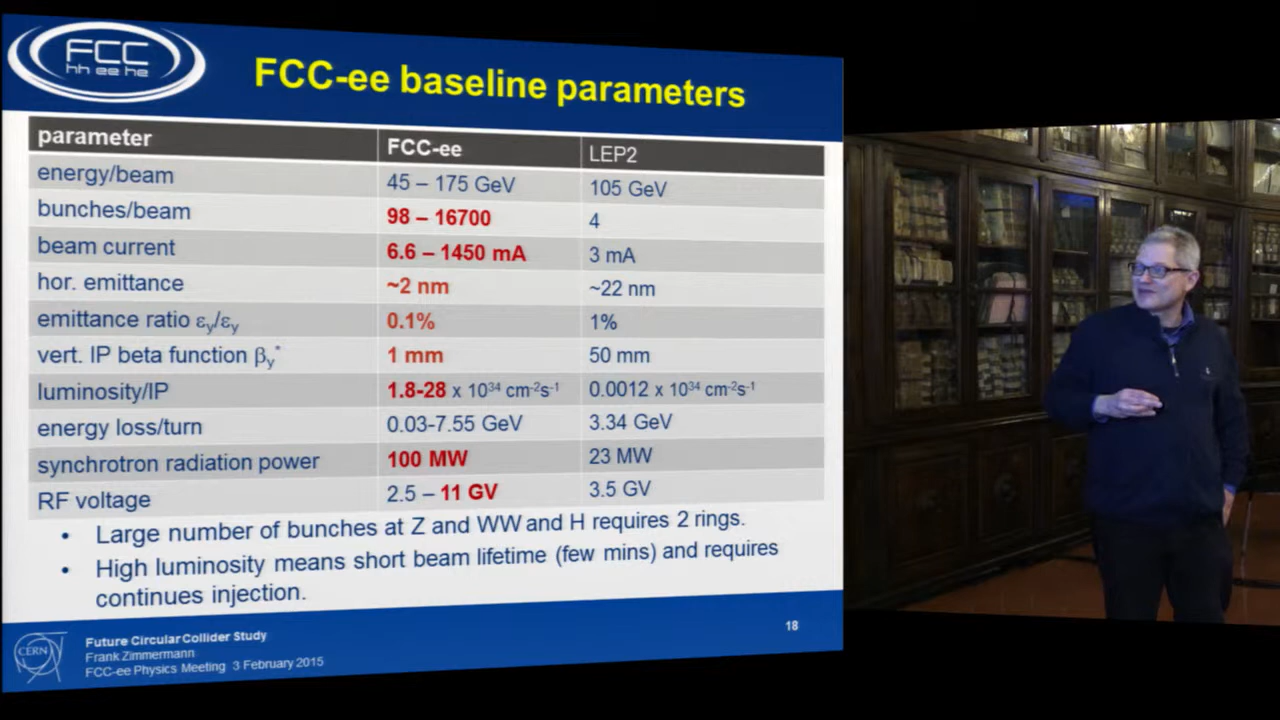 FCC
hh ee he
FCC-ee baseline parameters
parameter FCC-ee LEP2
energy/beam 45 – 175 GeV 105 GeV
bunches/beam 98 – 16700 4
beam current 6.6 – 1450 mA 3 mA
hor. emittance ~2 nm ~22 nm
emittance ratio εy/εy 0.1% 1%
vert. IP beta function βy* 1 mm 50 mm
luminosity/IP 1.8-28 x 10³⁴ cm⁻²s⁻¹ 0.0012 x 10³⁴ cm⁻²s⁻¹
energy loss/turn 0.03-7.55 GeV 3.34 GeV
synchrotron radiation power 100 MW 23 MW
RF voltage 2.5 – 11 GV 3.5 GV
• Large number of bunches at Z and WW and H requires 2 rings.
• High luminosity means short beam lifetime (few mins) and requires
continues injection.
CERN
Future Circular Collider Study
Frank Zimmermann
FCC-ee Physics Meeting 3 February 2015
18